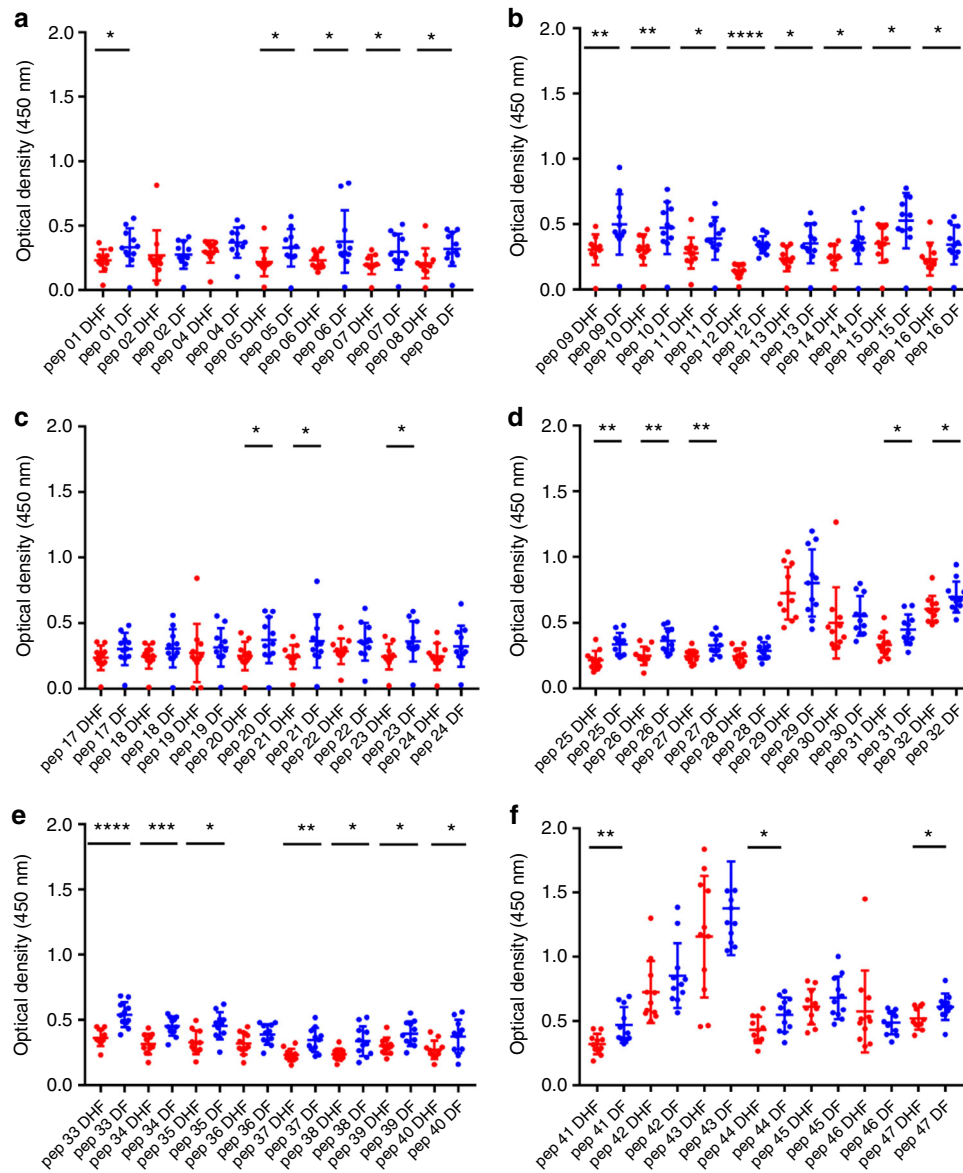 a
* * * * *
2.0
1.5
1.0
0.5
0.0
Optical density (450 nm)
pep 01 DHF
pep 01 DF
pep 02 DHF
pep 02 DF
pep 04 DHF
pep 04 DF
pep 05 DHF
pep 05 DF
pep 06 DHF
pep 06 DF
pep 07 DHF
pep 07 DF
pep 08 DHF
pep 08 DF
b
** ** * **** * * * *
2.0
1.5
1.0
0.5
0.0
Optical density (450 nm)
pep 09 DHF
pep 09 DF
pep 10 DHF
pep 10 DF
pep 11 DHF
pep 11 DF
pep 12 DHF
pep 12 DF
pep 13 DHF
pep 13 DF
pep 14 DHF
pep 14 DF
pep 15 DHF
pep 15 DF
pep 16 DHF
pep 16 DF
c
* * *
2.0
1.5
1.0
0.5
0.0
Optical density (450 nm)
pep 17 DHF
pep 17 DF
pep 18 DHF
pep 18 DF
pep 19 DHF
pep 19 DF
pep 20 DHF
pep 20 DF
pep 21 DHF
pep 21 DF
pep 22 DHF
pep 22 DF
pep 23 DHF
pep 23 DF
pep 24 DHF
pep 24 DF
d
** ** ** * *
2.0
1.5
1.0
0.5
0.0
Optical density (450 nm)
pep 25 DHF
pep 25 DF
pep 26 DHF
pep 26 DF
pep 27 DHF
pep 27 DF
pep 28 DHF
pep 28 DF
pep 29 DHF
pep 29 DF
pep 30 DHF
pep 30 DF
pep 31 DHF
pep 31 DF
pep 32 DHF
pep 32 DF
e
**** *** * ** * * *
2.0
1.5
1.0
0.5
0.0
Optical density (450 nm)
pep 33 DHF
pep 33 DF
pep 34 DHF
pep 34 DF
pep 35 DHF
pep 35 DF
pep 36 DHF
pep 36 DF
pep 37 DHF
pep 37 DF
pep 38 DHF
pep 38 DF
pep 39 DHF
pep 39 DF
pep 40 DHF
pep 40 DF
f
** * *
2.0
1.5
1.0
0.5
0.0
Optical density (450 nm)
pep 41 DHF
pep 41 DF
pep 42 DHF
pep 42 DF
pep 43 DHF
pep 43 DF
pep 44 DHF
pep 44 DF
pep 45 DHF
pep 45 DF
pep 46 DHF
pep 46 DF
pep 47 DHF
pep 47 DF